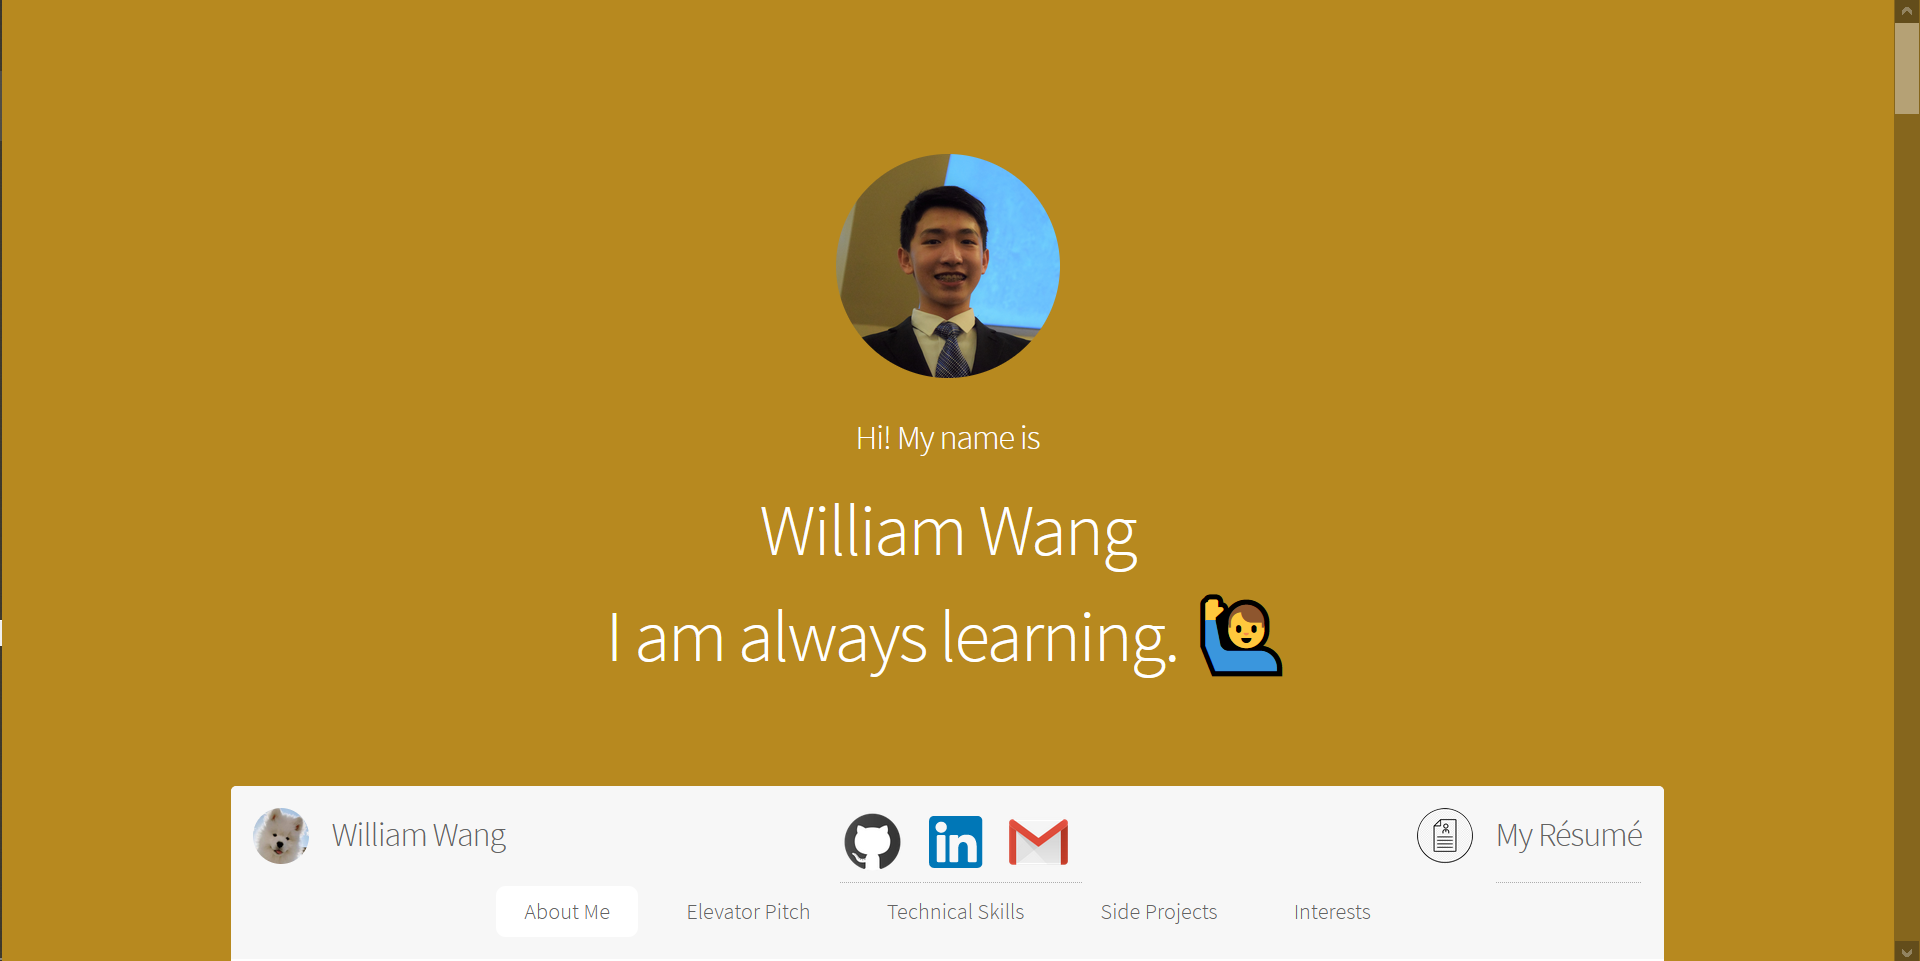 Hi! My name is
William Wang
I am always learning.
William Wang
in
My Résumé
About Me
Elevator Pitch
Technical Skills
Side Projects
Interests